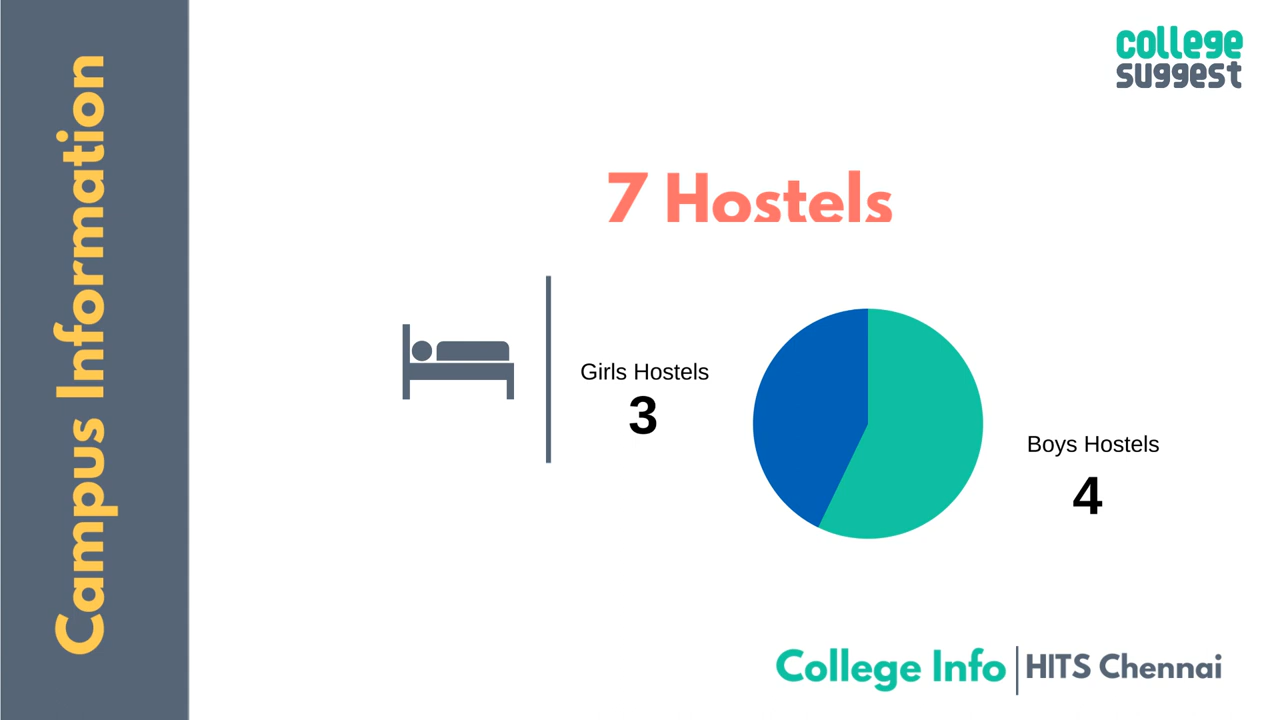 Campus Information
college
suggest
7 Hostels
Girls Hostels
3
Boys Hostels
4
College Info
HITS Chennai